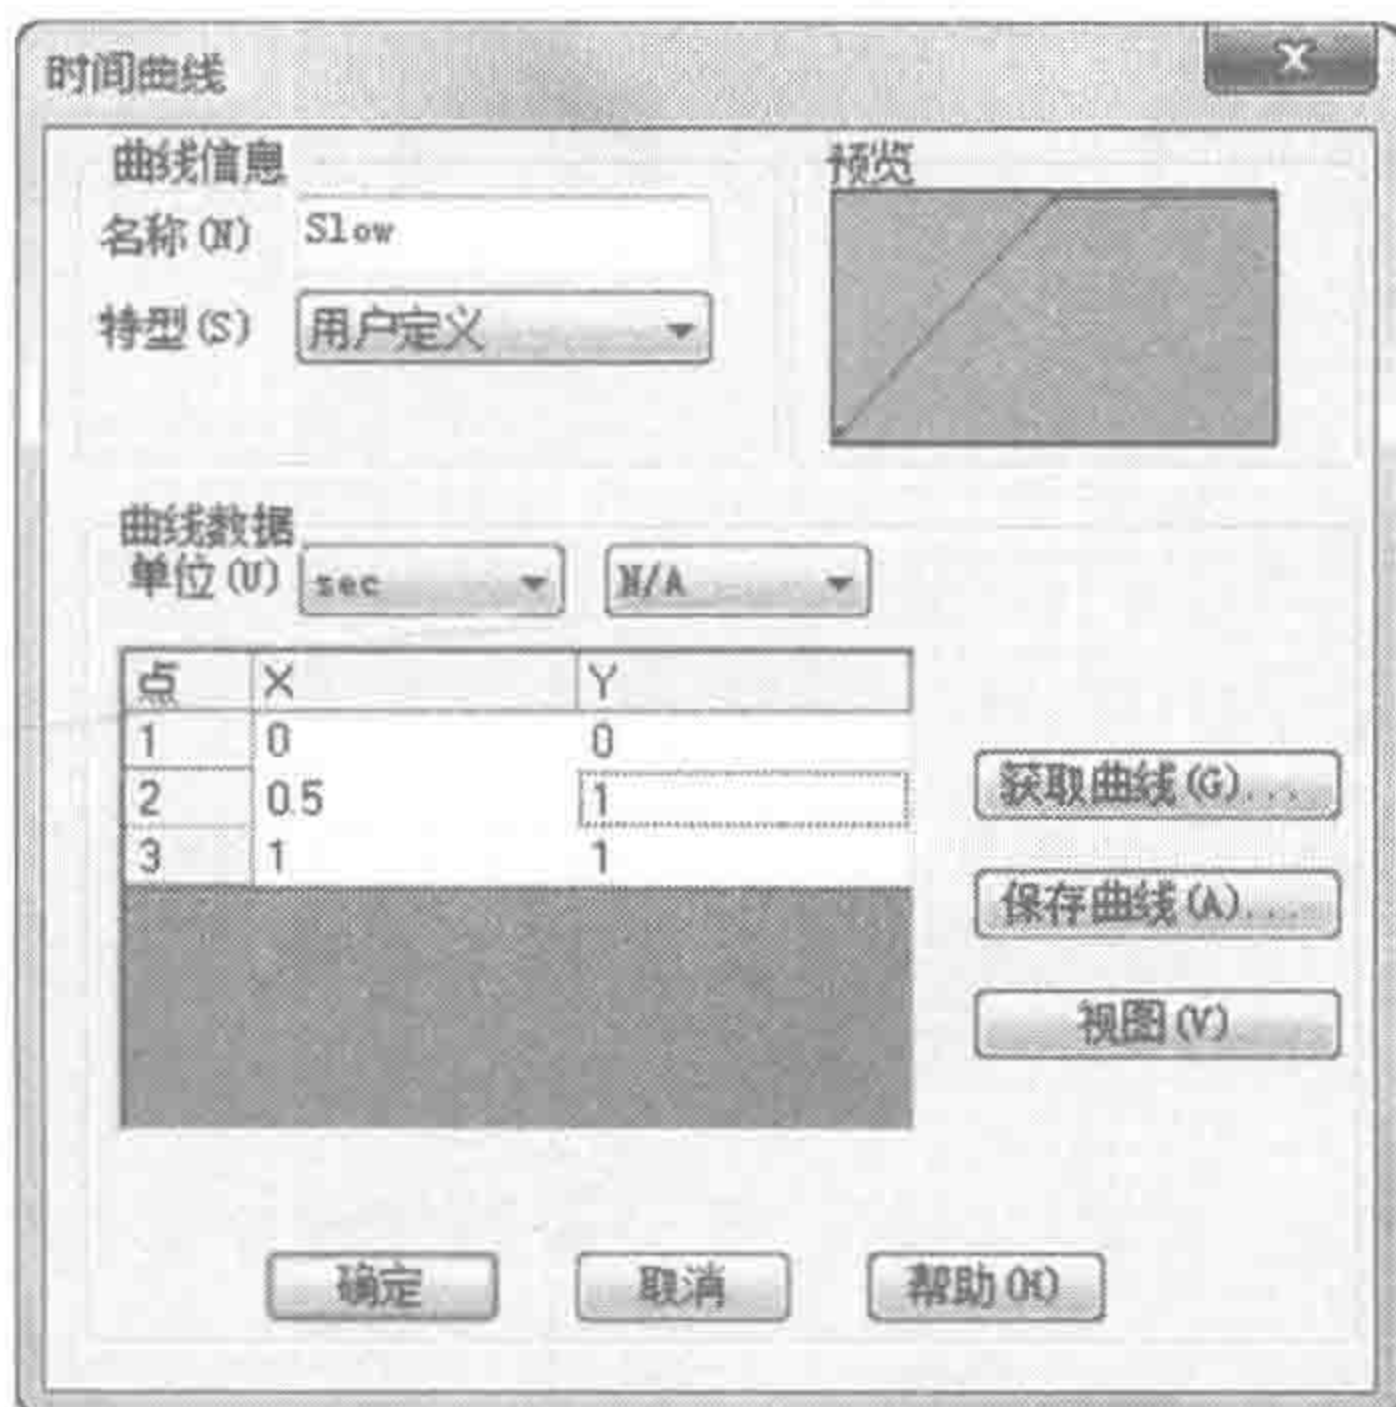 时间曲线
X
曲线信息
预览
名称(N) Slow
特型(S) 用户定义
曲线数据
单位(U) sec N/A
点 X Y
1 0 0
2 0.5 1
3 1 1
获取曲线(G)...
保存曲线(A)...
视图(V)
确定 取消 帮助(H)